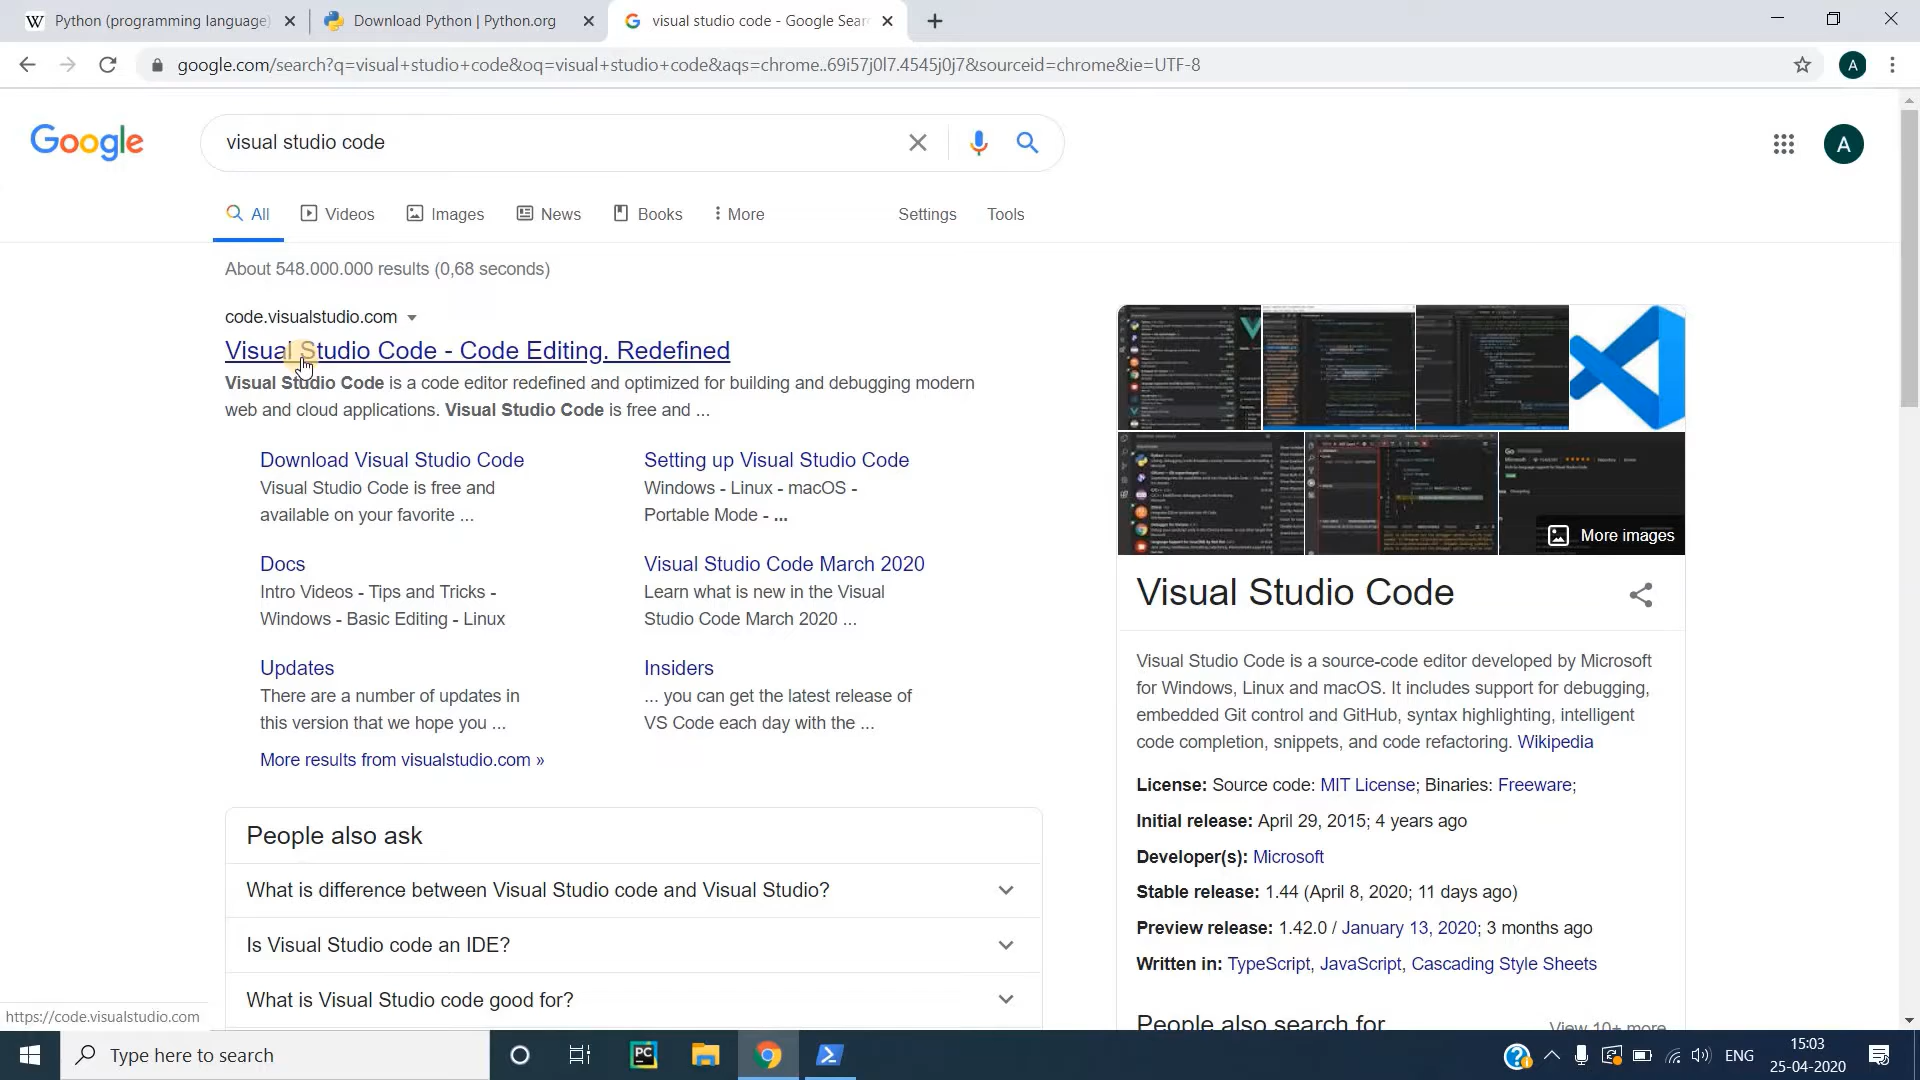 Python (programming language)
Download Python | Python.org
visual studio code - Google Sear
google.com/search?q=visual+studio+code&oq=visual+studio+code&aqs=chrome..69i57j0l7.4545j0j7&sourceid=chrome&ie=UTF-8
A
Google
visual studio code
A
All
Videos
Images
News
Books
More
Settings
Tools
About 548.000.000 results (0,68 seconds)
code.visualstudio.com
Visual Studio Code - Code Editing. Redefined
Visual Studio Code is a code editor redefined and optimized for building and debugging modern
web and cloud applications. Visual Studio Code is free and ...
Download Visual Studio Code
Visual Studio Code is free and
available on your favorite ...
Setting up Visual Studio Code
Windows - Linux - macOS -
Portable Mode - ...
Docs
Intro Videos - Tips and Tricks -
Windows - Basic Editing - Linux
Visual Studio Code March 2020
Learn what is new in the Visual
Studio Code March 2020 ...
Updates
There are a number of updates in
this version that we hope you ...
Insiders
... you can get the latest release of
VS Code each day with the ...
More results from visualstudio.com »
People also ask
What is difference between Visual Studio code and Visual Studio?
Is Visual Studio code an IDE?
What is Visual Studio code good for?
More images
Visual Studio Code
Visual Studio Code is a source-code editor developed by Microsoft
for Windows, Linux and macOS. It includes support for debugging,
embedded Git control and GitHub, syntax highlighting, intelligent
code completion, snippets, and code refactoring. Wikipedia
License: Source code: MIT License; Binaries: Freeware;
Initial release: April 29, 2015; 4 years ago
Developer(s): Microsoft
Stable release: 1.44 (April 8, 2020; 11 days ago)
Preview release: 1.42.0 / January 13, 2020; 3 months ago
Written in: TypeScript, JavaScript, Cascading Style Sheets
People also search for
View 10+ more
https://code.visualstudio.com
Type here to search
PC
ENG
15:03
25-04-2020